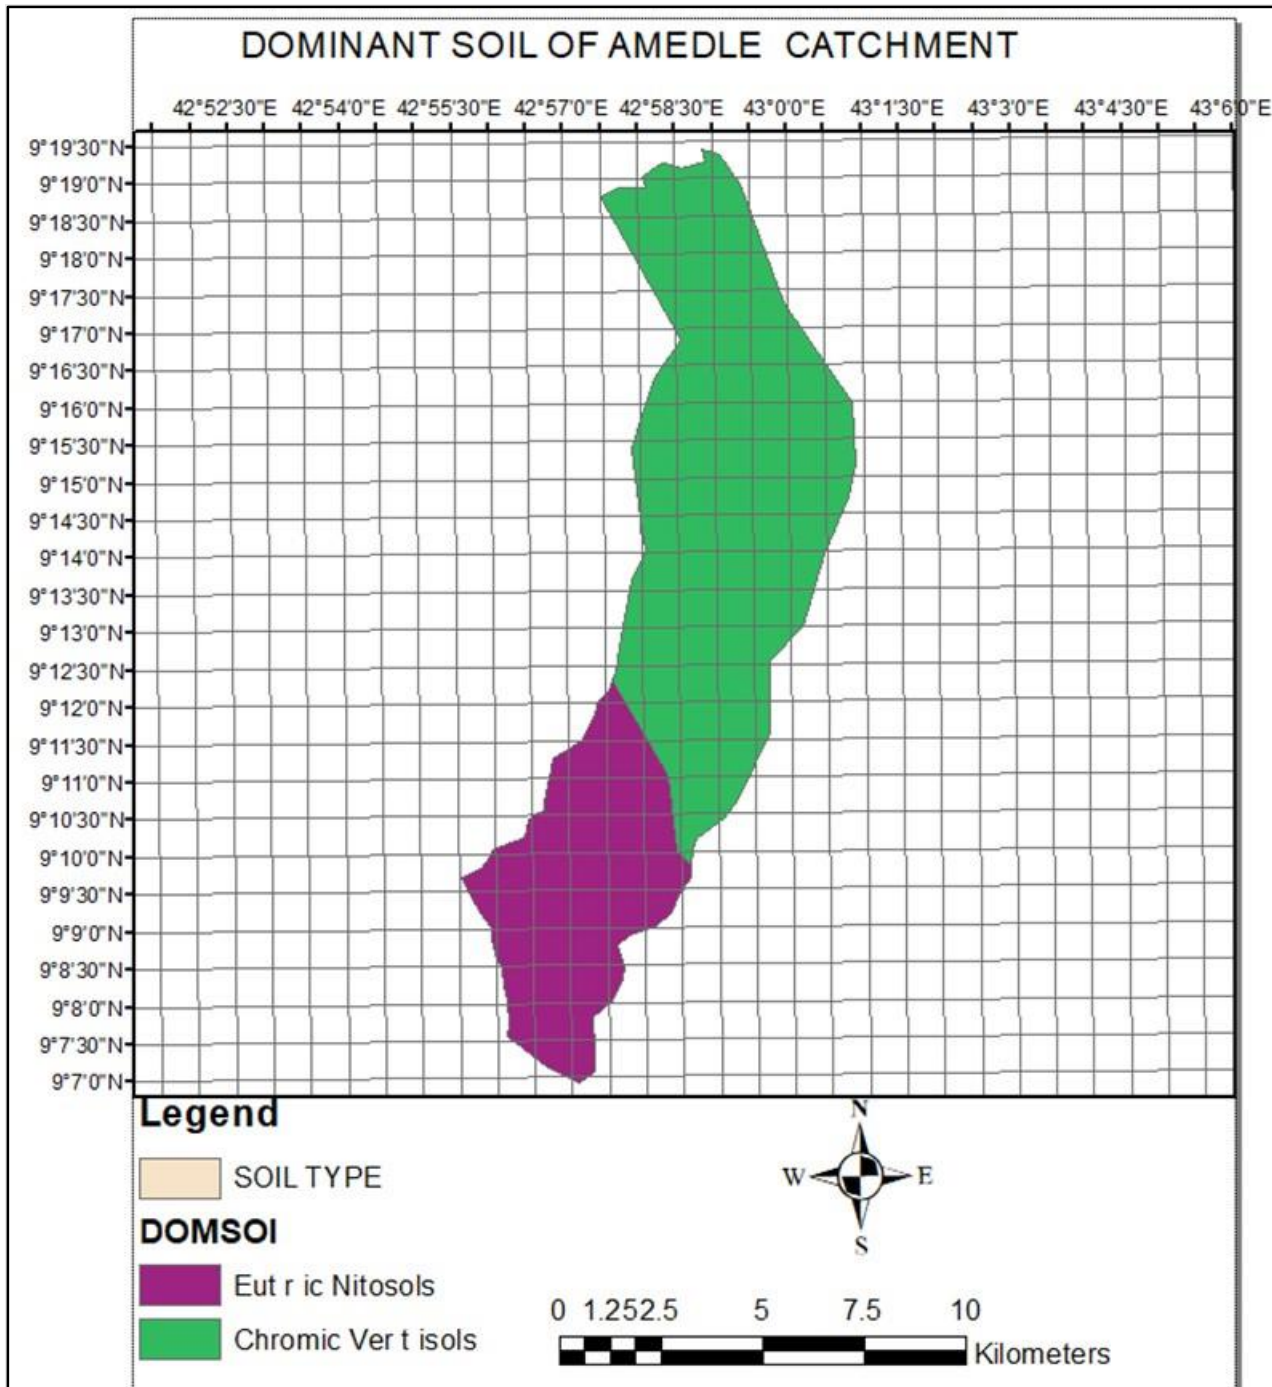 DOMINANT SOIL OF AMEDLE CATCHMENT
42°52'30"E 42°54'0"E 42°55'30"E 42°57'0"E 42°58'30"E 43°0'0"E 43°1'30"E 43°3'0"E 43°4'30"E 43°6'0"E
9°19'30"N
9°19'0"N
9°18'30"N
9°18'0"N
9°17'30"N
9°17'0"N
9°16'30"N
9°16'0"N
9°15'30"N
9°15'0"N
9°14'30"N
9°14'0"N
9°13'30"N
9°13'0"N
9°12'30"N
9°12'0"N
9°11'30"N
9°11'0"N
9°10'30"N
9°10'0"N
9°9'30"N
9°9'0"N
9°8'30"N
9°8'0"N
9°7'30"N
9°7'0"N
Legend
SOIL TYPE
DOMSOI
Eut r ic Nitosols
Chromic Ver t isols
N
W E
S
0 1.252.5 5 7.5 10
Kilometers